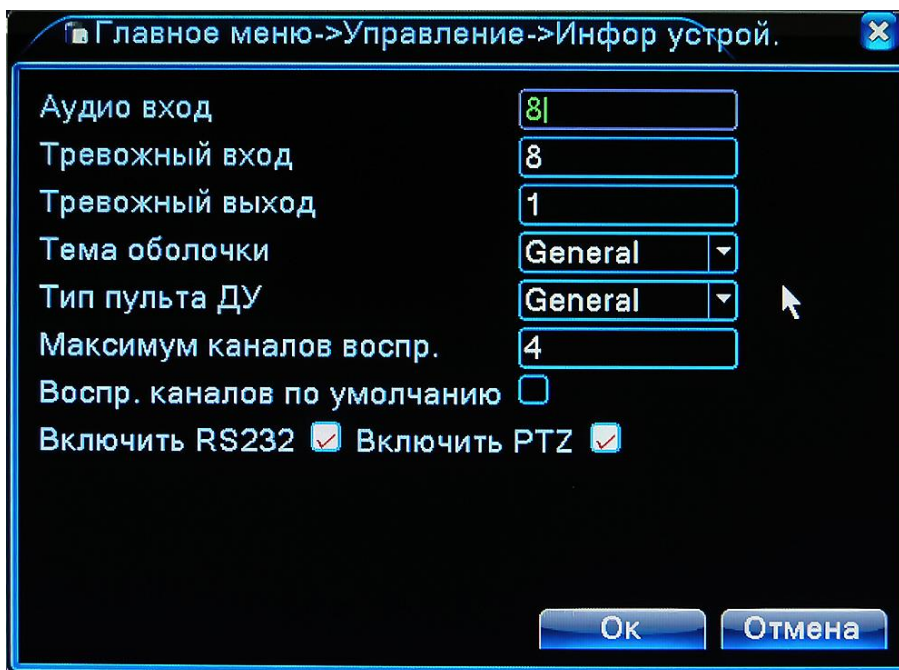 Главное меню->Управление->Инфор устрой.
Аудио вход 8
Тревожный вход 8
Тревожный выход 1
Тема оболочки General
Тип пульта ДУ General
Максимум каналов воспр. 4
Воспр. каналов по умолчанию
Включить RS232 Включить PTZ
Ок Отмена